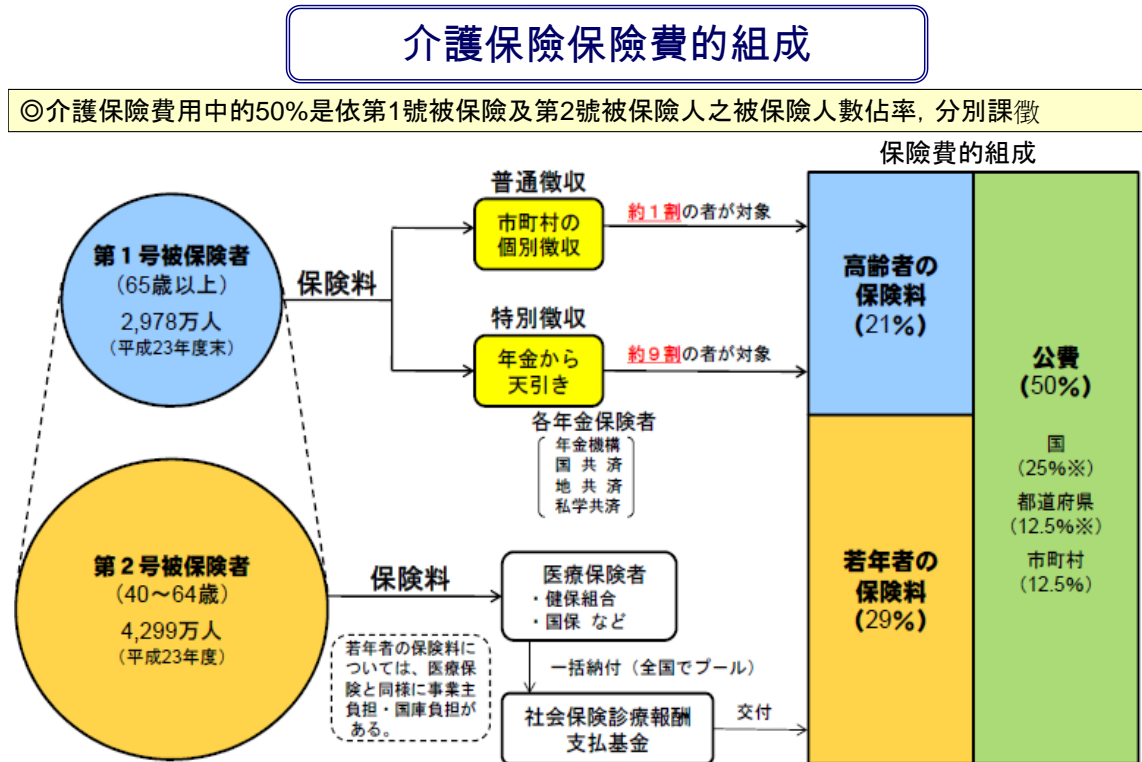 介護保險保險費的組成
◎介護保險費用中的50%是依第1號被保險及第2號被保險人之被保險人數佔率, 分別課徵
保險費的組成
第１号被保険者
（65歳以上）
2,978万人
（平成23年度末）
保険料
普通徴収
市町村の
個別徴収
約１割の者が対象
特別徴収
年金から
天引き
約９割の者が対象
各年金保険者
年金機構
国 共 済
地 共 済
私学共済
高齢者の
保険料
(21%)
公費
(50%)
国
(25%※)
都道府県
(12.5%※)
市町村
(12.5%)
第２号被保険者
（40～64歳）
4,299万人
（平成23年度）
保険料
医療保険者
・健保組合
・国保 など
若年者の保険料に
ついては、医療保
険と同様に事業主
負担・国庫負担が
ある。
一括納付（全国でプール）
社会保険診療報酬
支払基金
交付
若年者の
保険料
(29%)